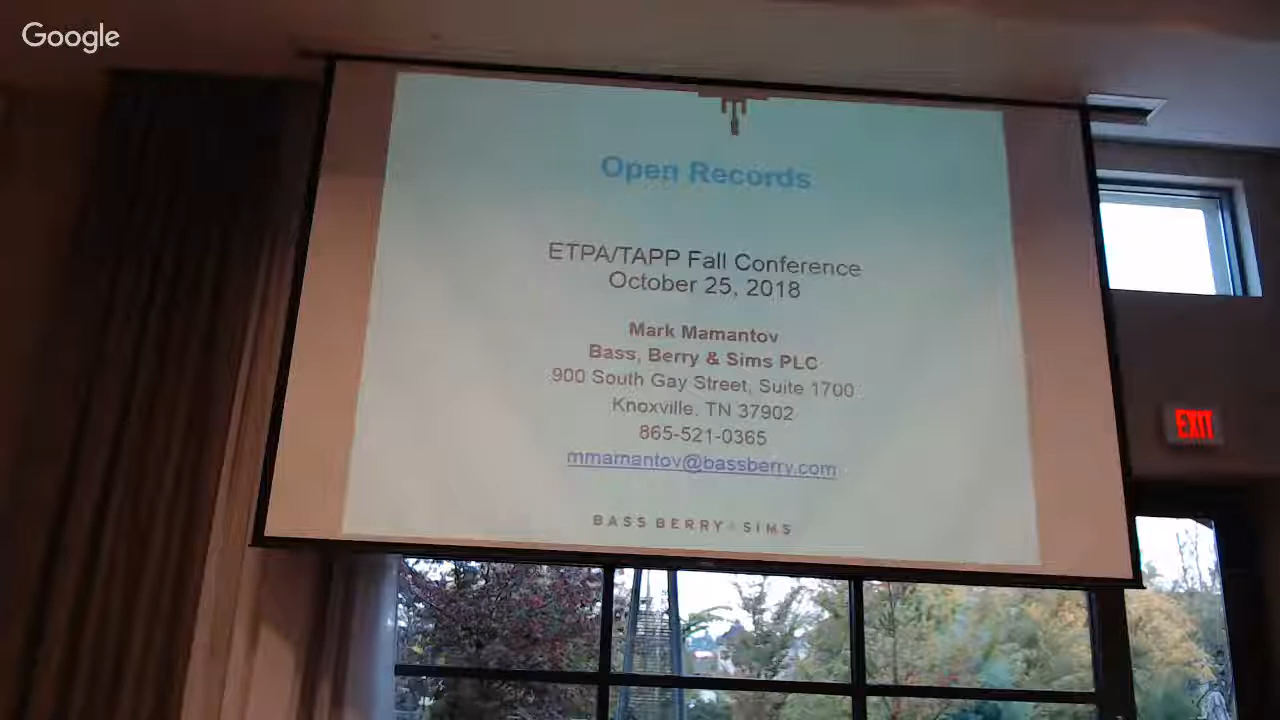 Google
Open Records
ETPA/TAPP Fall Conference
October 25, 2018
Mark Mamantov
Bass, Berry & Sims PLC
900 South Gay Street, Suite 1700
Knoxville, TN 37902
865-521-0365
mmamantov@bassberry.com
BASS BERRY + SIMS
EXIT